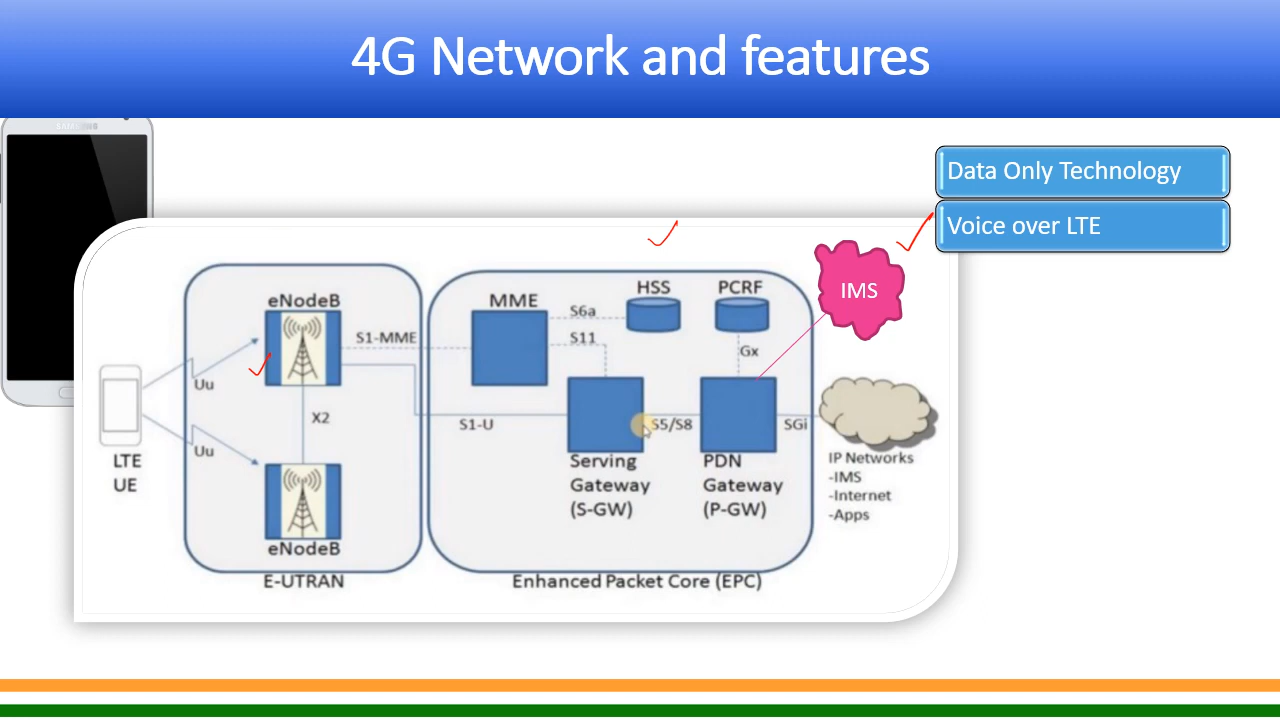 4G Network and features
Data Only Technology
Voice over LTE
IMS
eNodeB
MME
HSS
PCRF
S6a
S11
S1-MME
Gx
Uu
X2
S1-U
S5/S8
SGi
Uu
LTE
UE
Serving
Gateway
(S-GW)
PDN
Gateway
(P-GW)
IP Networks
-IMS
-Internet
-Apps
eNodeB
E-UTRAN
Enhanced Packet Core (EPC)